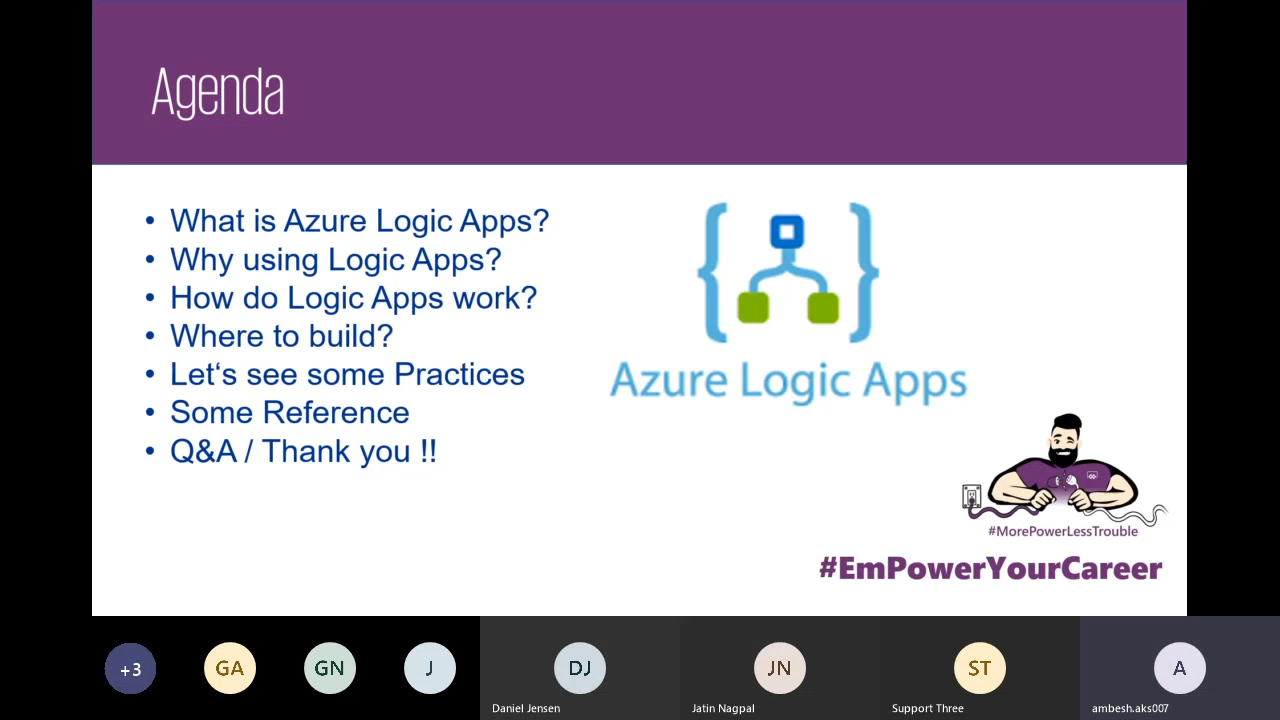 Agenda
• What is Azure Logic Apps?
• Why using Logic Apps?
• How do Logic Apps work?
• Where to build?
• Let‘s see some Practices
• Some Reference
• Q&A / Thank you !!
Azure Logic Apps
#MorePowerLessTrouble
#EmPowerYourCareer
+3
GA
GN
J
DJ
JN
ST
A
Daniel Jensen
Jatin Nagpal
Support Three
ambesh.aks007